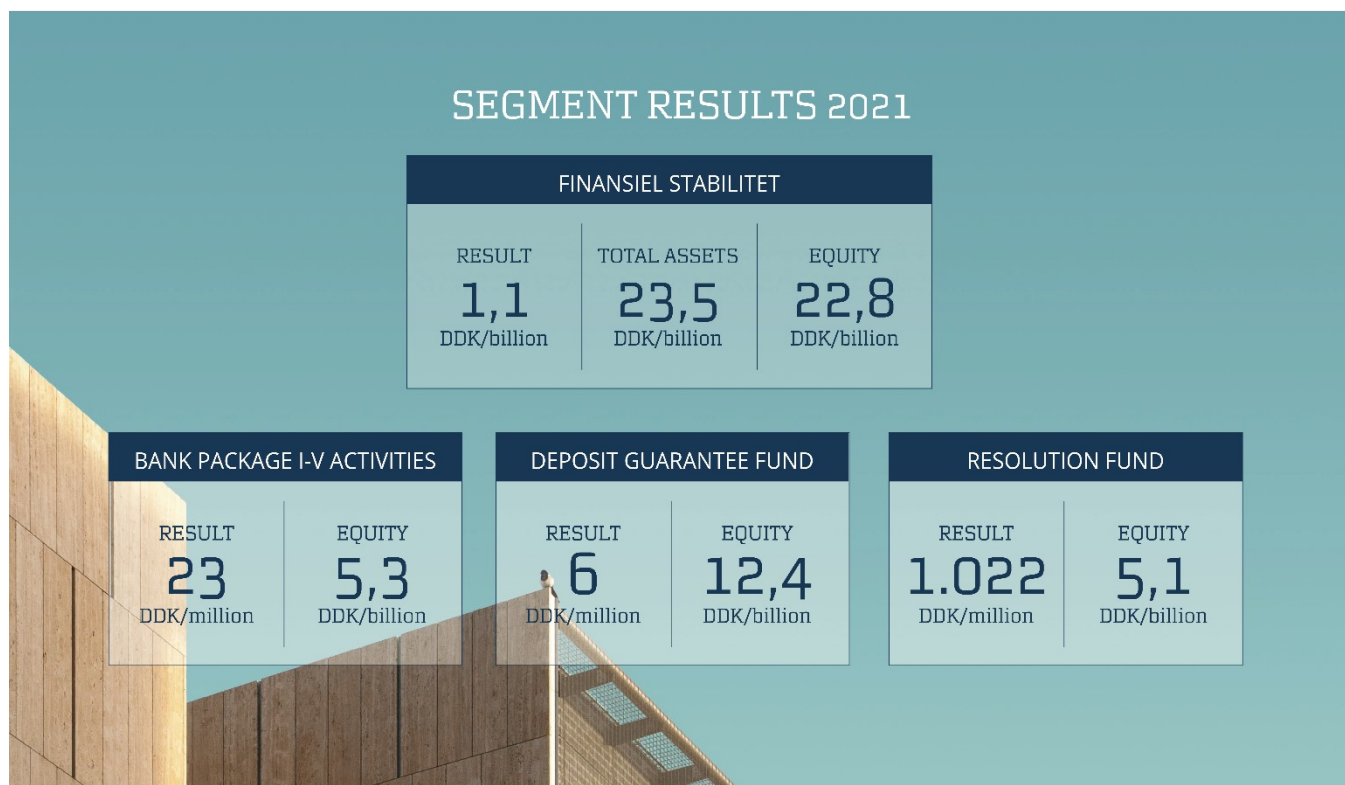 SEGMENT RESULTS 2021
FINANSIEL STABILITET
RESULT
1,1
DDK/billion
TOTAL ASSETS
23,5
DDK/billion
EQUITY
22,8
DDK/billion
BANK PACKAGE I-V ACTIVITIES
RESULT
23
DDK/million
EQUITY
5,3
DDK/billion
DEPOSIT GUARANTEE FUND
RESULT
6
DDK/million
EQUITY
12,4
DDK/billion
RESOLUTION FUND
RESULT
1.022
DDK/million
EQUITY
5,1
DDK/billion